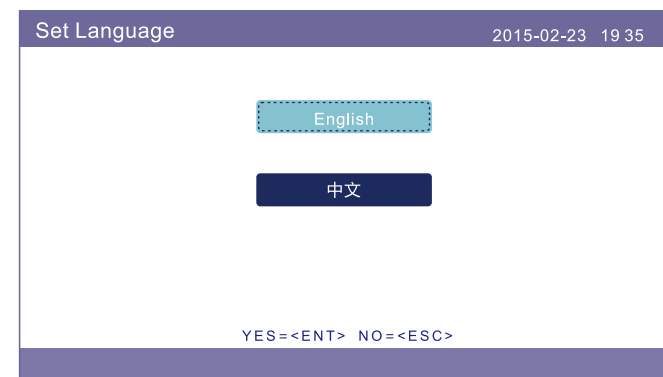 Set Language
2015-02-23 19 35
English
中文
YES=<ENT> NO=<ESC>